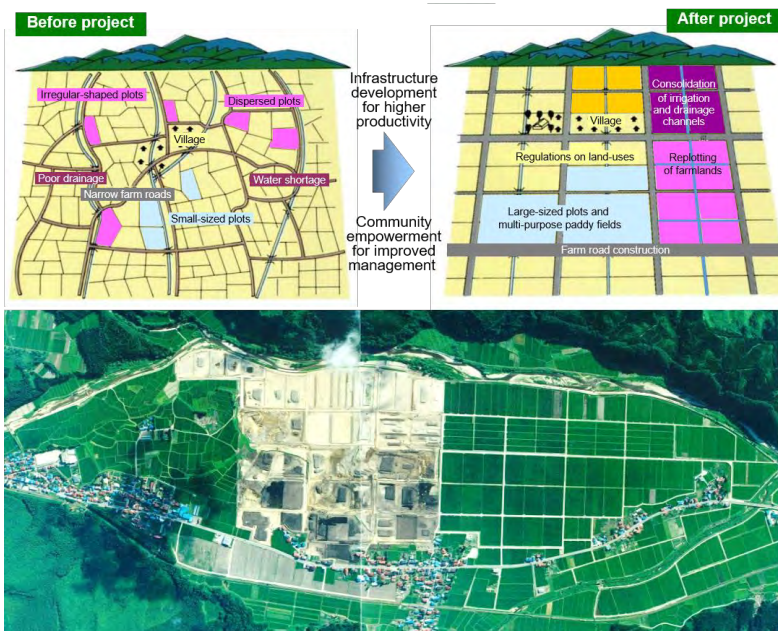 Before project
Irregular-shaped plots
Dispersed plots
Village
Poor drainage
Narrow farm roads
Water shortage
Small-sized plots
Infrastructure
development
for higher
productivity
Community
empowerment
for improved
management
After project
Consolidation
of irrigation
and drainage
channels
Village
Regulations on land-uses
Replotting
of farmlands
Large-sized plots and
multi-purpose paddy fields
Farm road construction